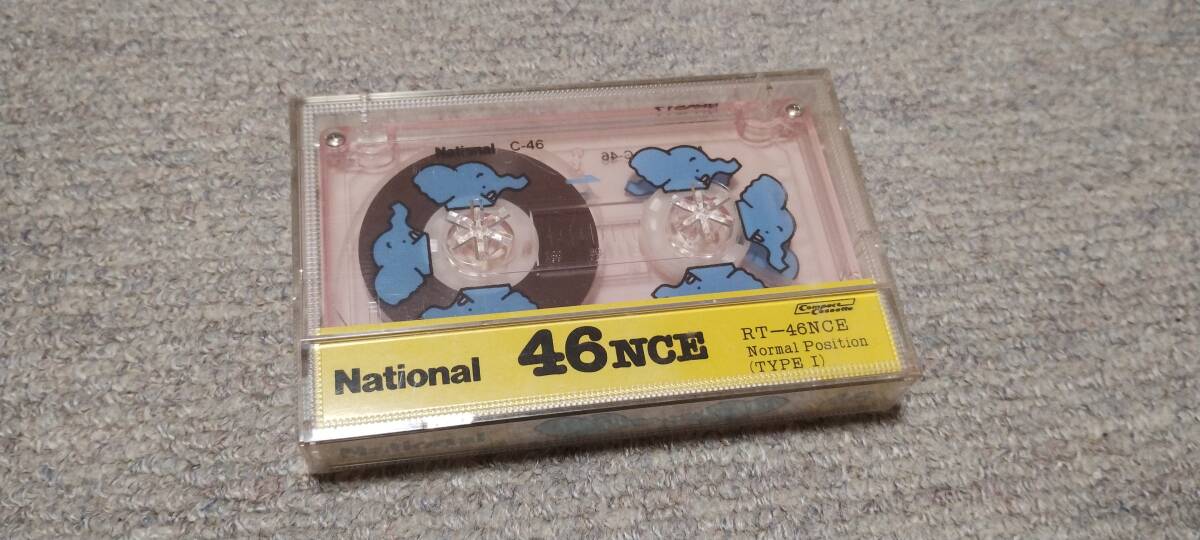 National C-46
Compact
Cassette
National 46NCE
RT-46NCE
Normal Position
(TYPE I)